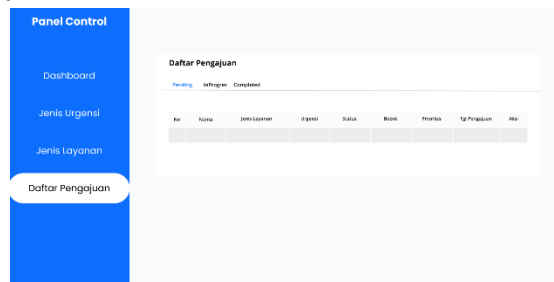 Panel Control
Dashboard
Jenis Urgensi
Jenis Layanan
Daftar Pengajuan
Daftar Pengajuan
Pending InProgres Completed
No Nama Jenis Layanan Urgensi Status Bobot Prioritas Tgl Pengajuan Aksi